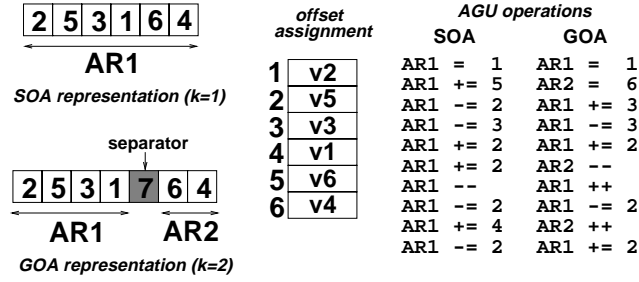 2 5 3 1 6 4
AR1
SOA representation (k=1)
separator
2 5 3 1 7 6 4
AR1 AR2
GOA representation (k=2)
offset
assignment
1 v2
2 v5
3 v3
4 v1
5 v6
6 v4
AGU operations
SOA GOA
AR1 = 1 AR1 = 1
AR1 += 5 AR2 = 6
AR1 -= 2 AR1 += 3
AR1 -= 3 AR1 -= 3
AR1 += 2 AR1 += 2
AR1 += 2 AR2 --
AR1 -- AR1 ++
AR1 -= 2 AR1 -= 2
AR1 += 4 AR2 ++
AR1 -= 2 AR1 += 2